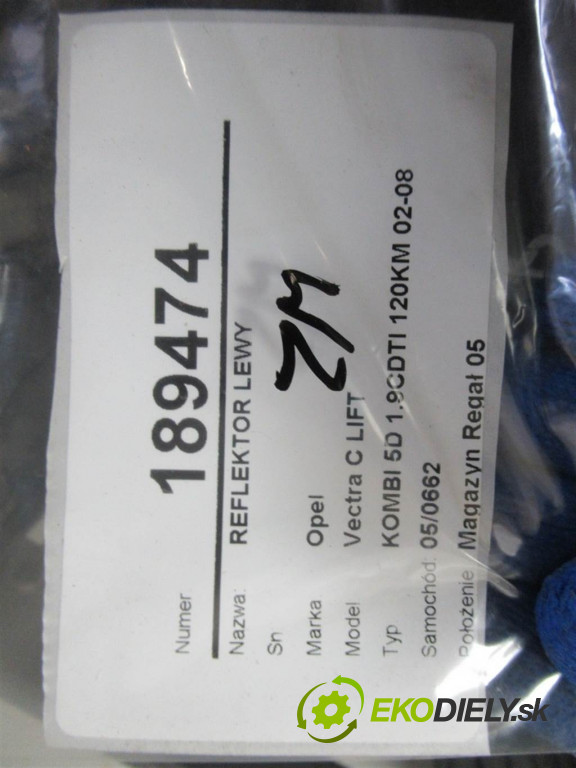 Numer 189474
Nazwa: REFLEKTOR LEWY
Sn
Marka Opel
Model Vectra C LIFT
Typ KOMBI 5D 1.9CDTI 120KM 02-08
Samochód: 05/0662
Położenie Magazyn Regał 05
ZM
EKODIELY.sk